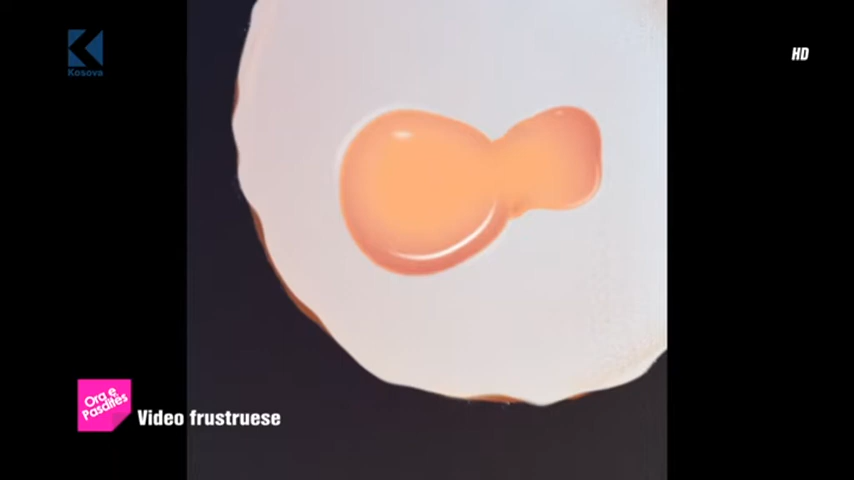 Kosova
HD
Ora e
Pasdites
Video frustruese